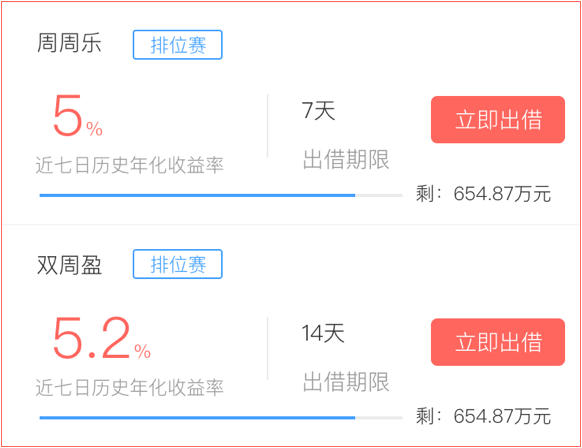 周周乐 排位赛
5% 7天 立即出借
近七日历史年化收益率 出借期限
剩：654.87万元
双周盈 排位赛
5.2% 14天 立即出借
近七日历史年化收益率 出借期限
剩：654.87万元